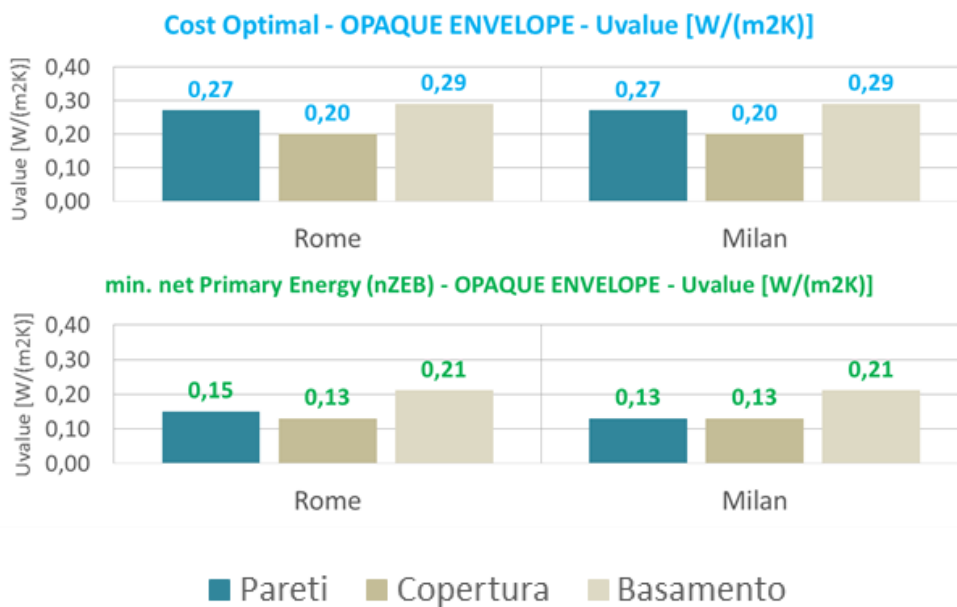 Cost Optimal - OPAQUE ENVELOPE - Uvalue [W/(m2K)]
Uvalue [W/(m2K)]
0,40
0,30
0,20
0,10
0,00
0,27
0,20
0,29
0,27
0,20
0,29
Rome
Milan
min. net Primary Energy (nZEB) - OPAQUE ENVELOPE - Uvalue [W/(m2K)]
Uvalue [W/(m2K)]
0,40
0,30
0,20
0,10
0,00
0,15
0,13
0,21
0,13
0,13
0,21
Rome
Milan
Pareti
Copertura
Basamento